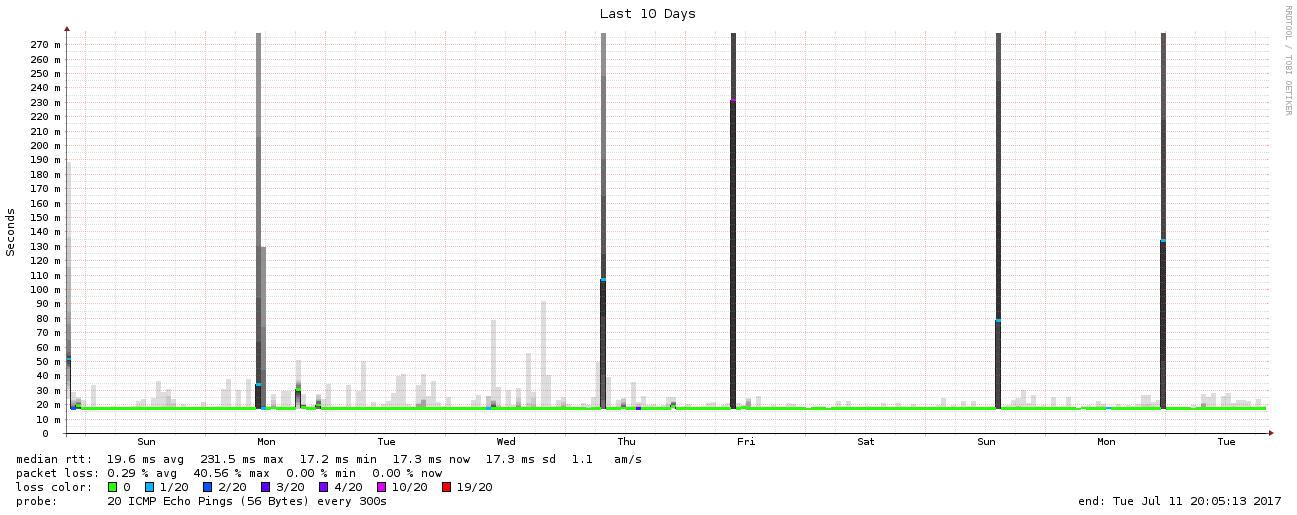 Last 10 Days
RRDTOOL / TOBI OETIKER
Seconds
270 m
260 m
250 m
240 m
230 m
220 m
210 m
200 m
190 m
180 m
170 m
160 m
150 m
140 m
130 m
120 m
110 m
100 m
90 m
80 m
70 m
60 m
50 m
40 m
30 m
20 m
10 m
0
Sun Mon Tue Wed Thu Fri Sat Sun Mon Tue
median rtt: 19.6 ms avg 231.5 ms max 17.2 ms min 17.3 ms now 17.3 ms sd 1.1 am/s
packet loss: 0.29 % avg 40.56 % max 0.00 % min 0.00 % now
loss color: 0 1/20 2/20 3/20 4/20 10/20 19/20
probe: 20 ICMP Echo Pings (56 Bytes) every 300s end: Tue Jul 11 20:05:13 2017